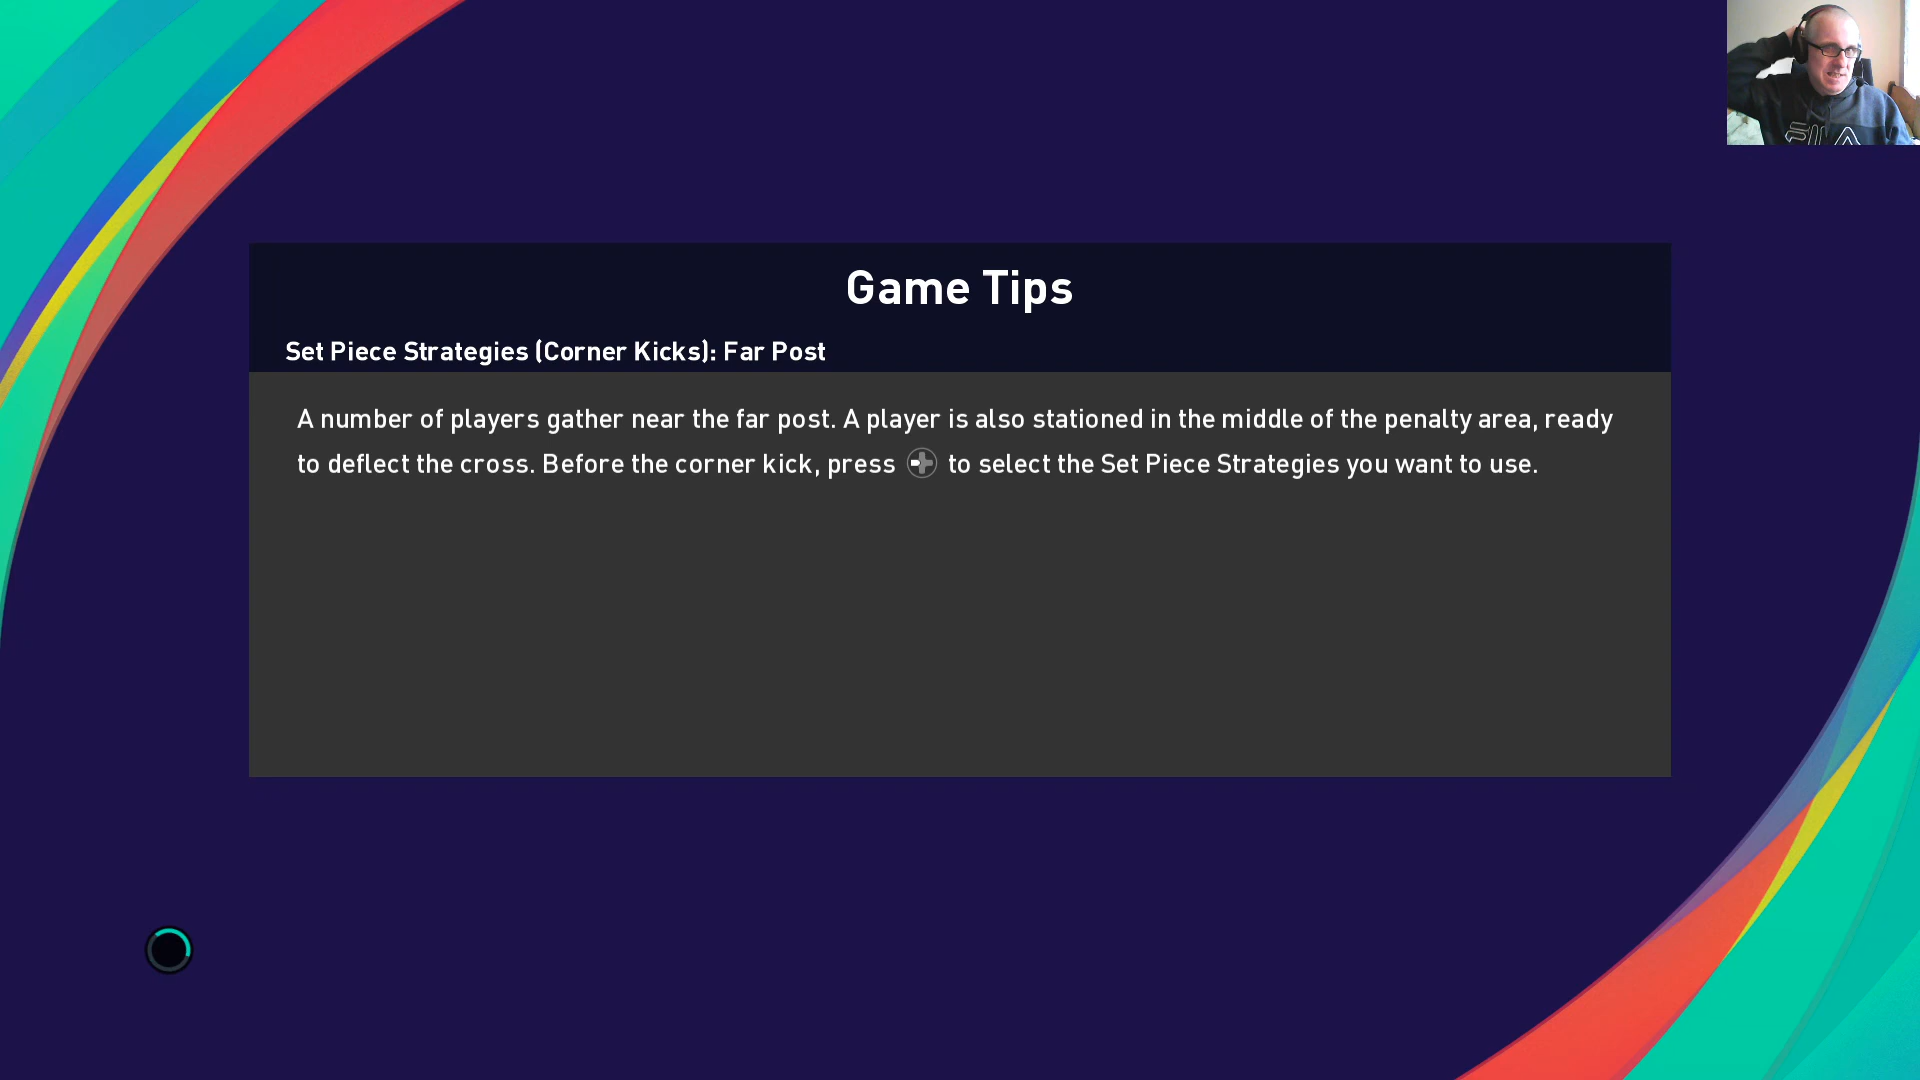 FILA
Game Tips
Set Piece Strategies (Corner Kicks): Far Post
A number of players gather near the far post. A player is also stationed in the middle of the penalty area, ready
to deflect the cross. Before the corner kick, press to select the Set Piece Strategies you want to use.